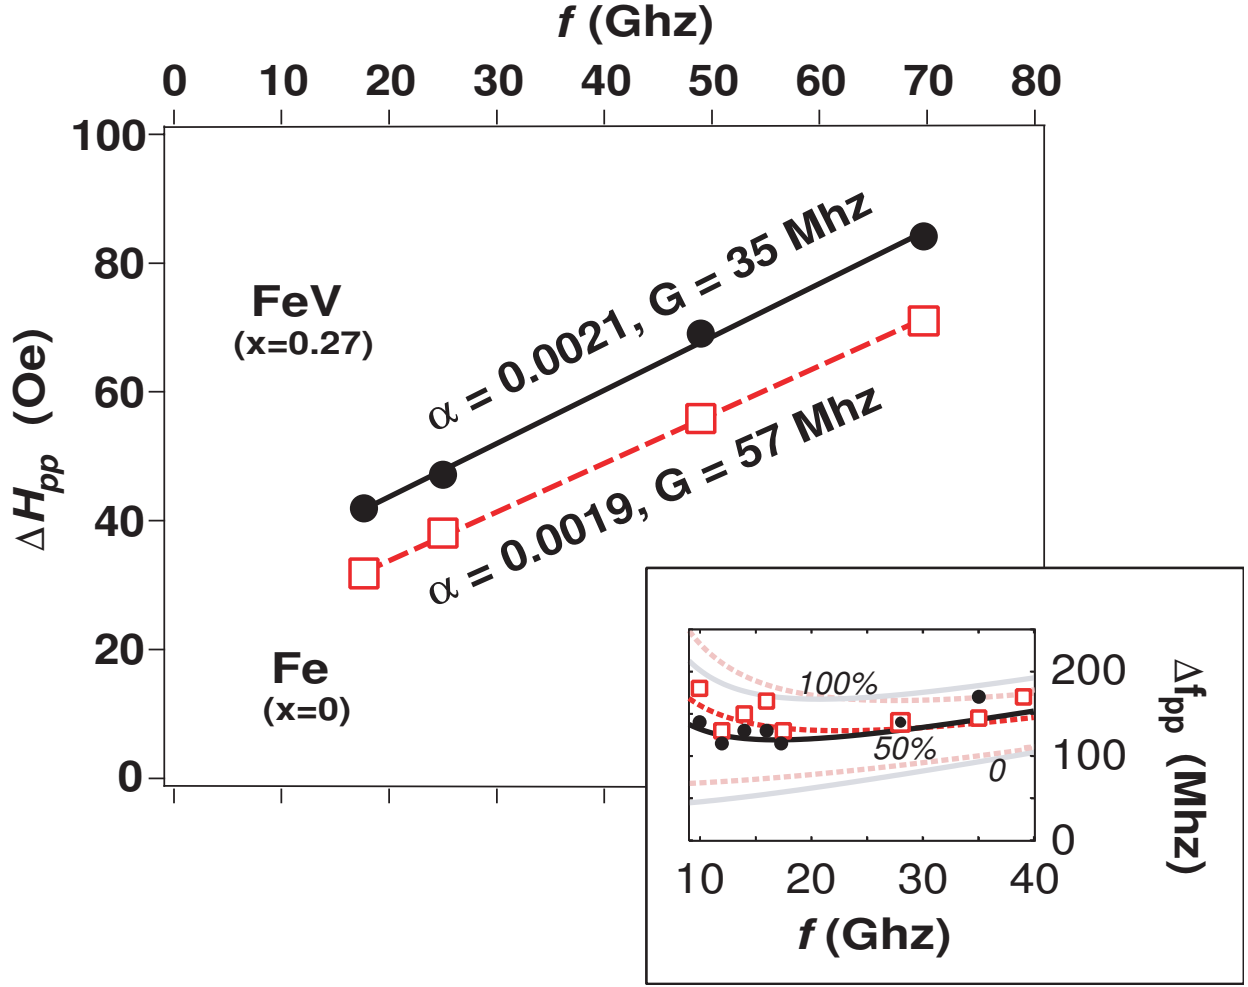 f (Ghz)
0 10 20 30 40 50 60 70 80
100
80
60
40
20
0
ΔHpp (Oe)
FeV
(x=0.27)
α = 0.0021, G = 35 Mhz
α = 0.0019, G = 57 Mhz
Fe
(x=0)
100%
50%
0
200
100
0
Δfpp (Mhz)
10 20 30 40
f (Ghz)